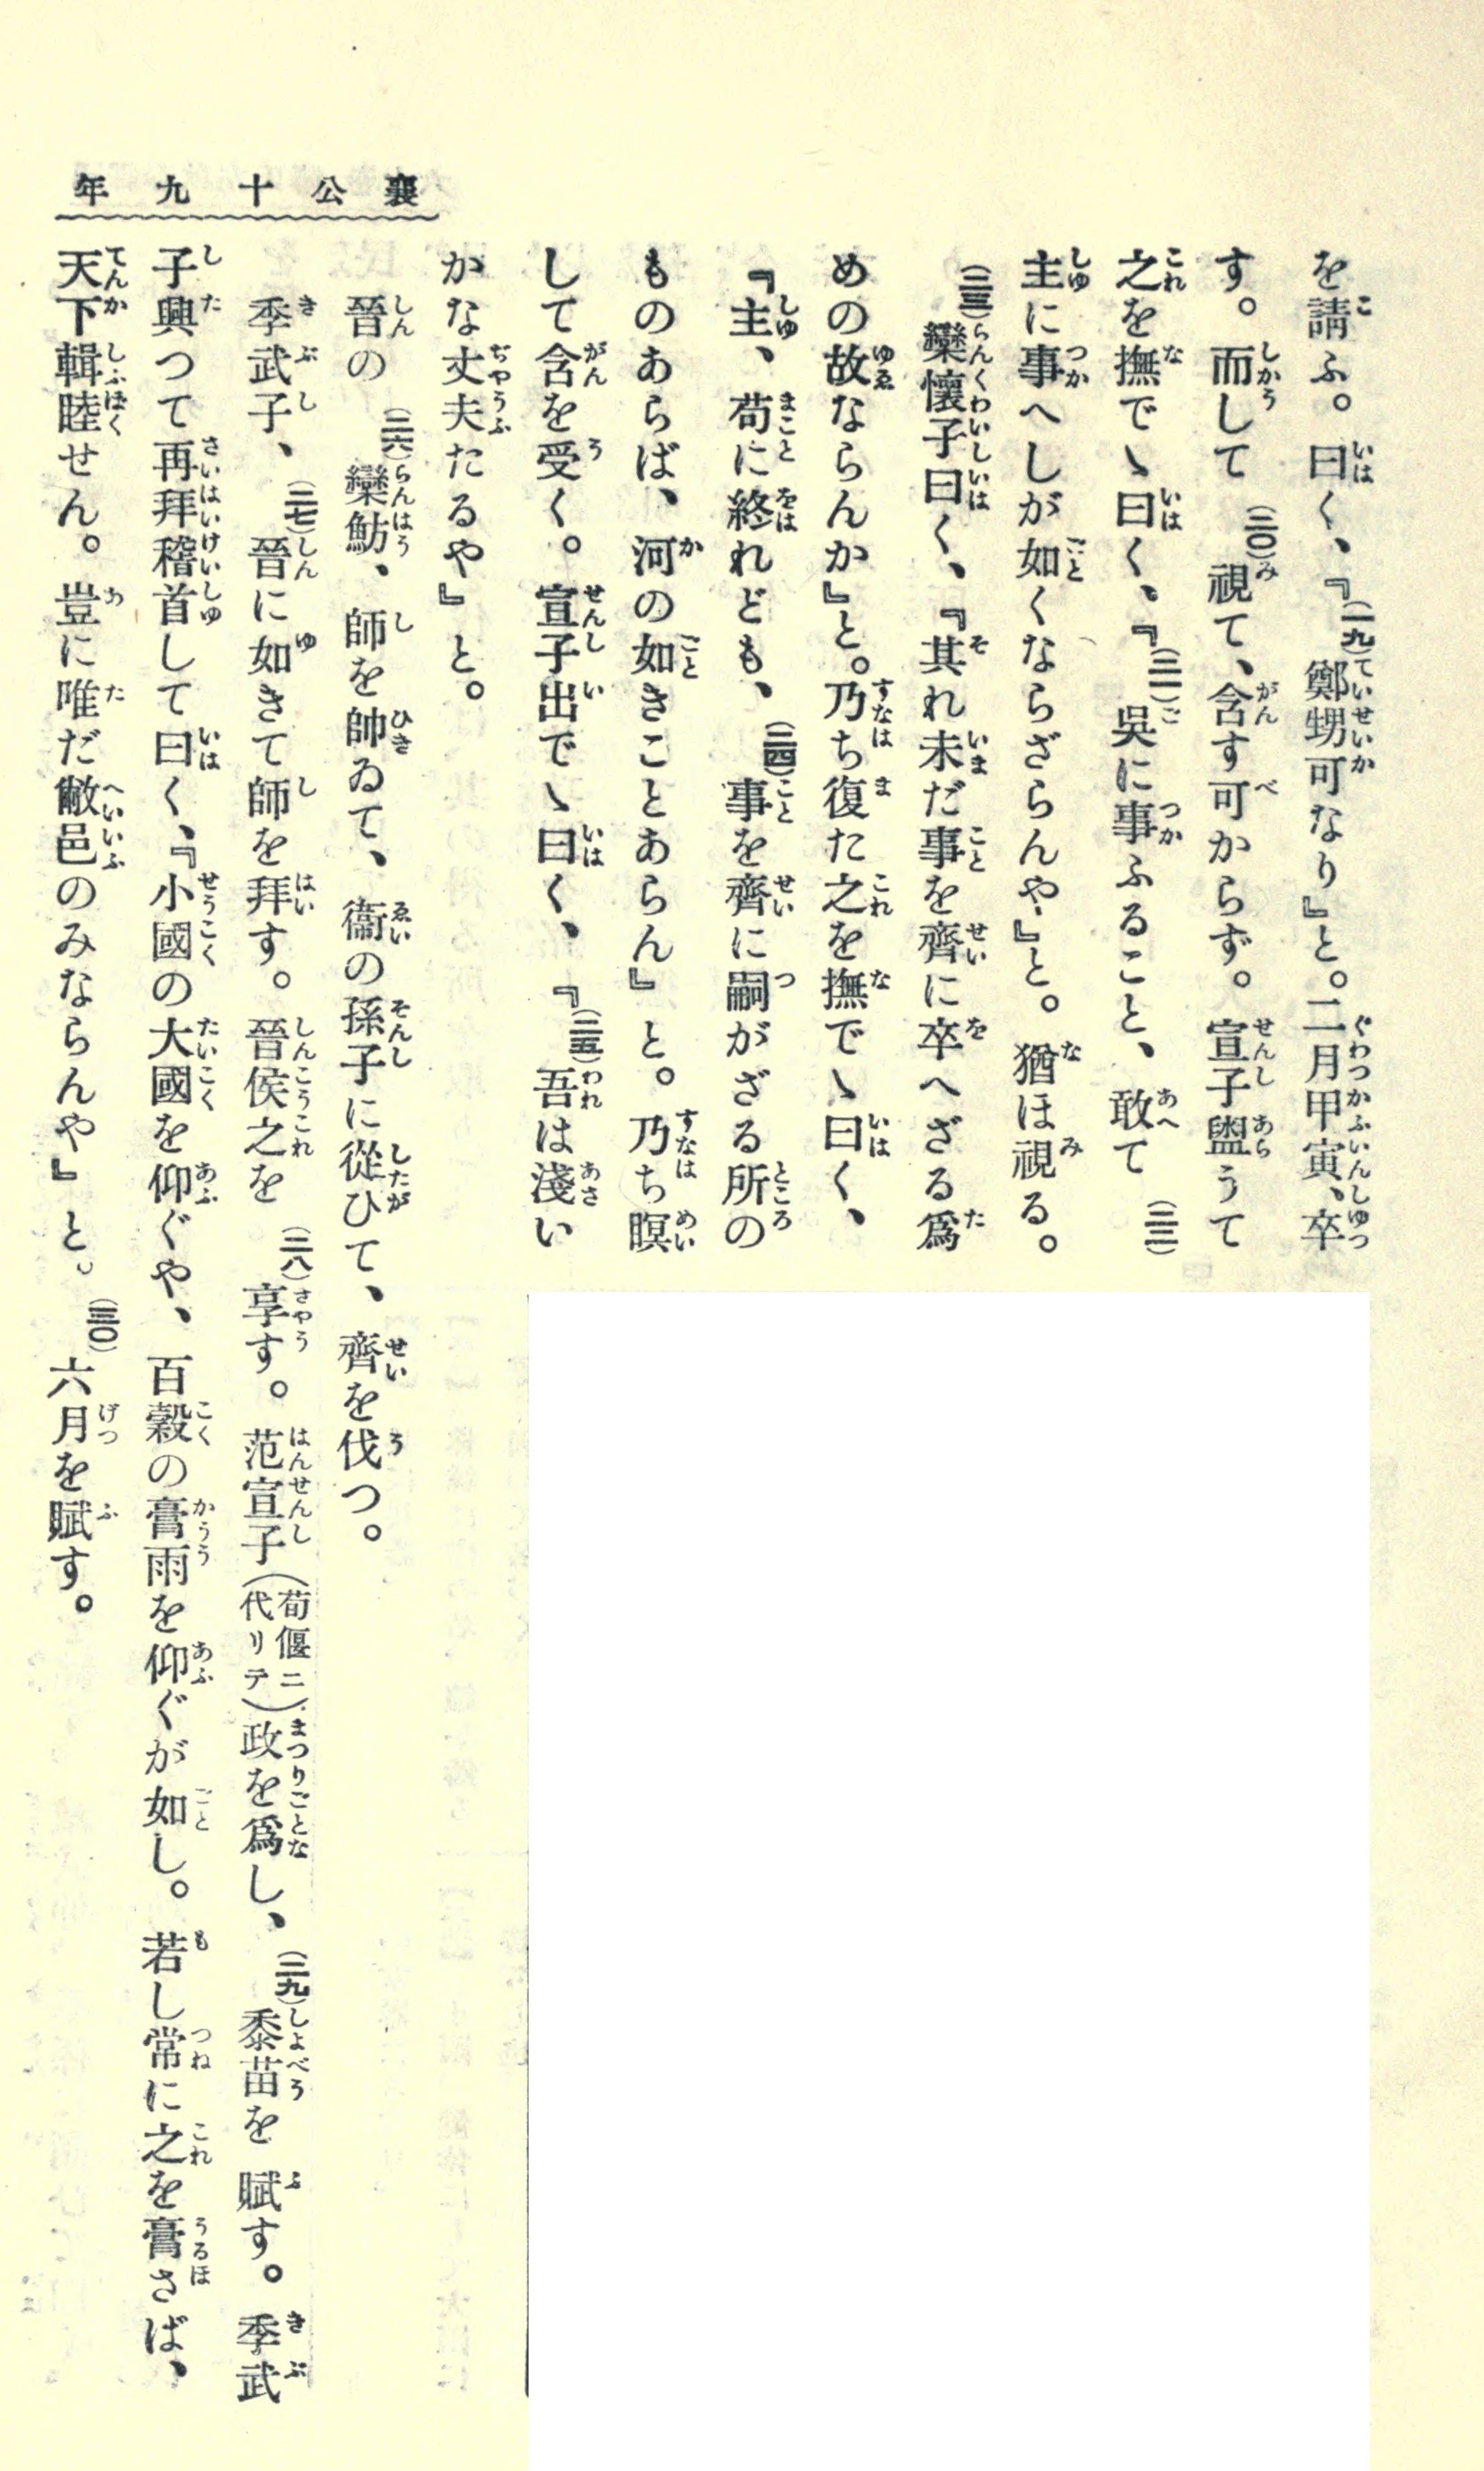 襄公十九年
を請ふ。曰く、『(一九)鄭甥可なり』と。二月甲寅、卒
す。而して(二〇)視て、含す可からず。宣子盥うて
之を撫でゝ曰く、『(二一)吳に事ふること、敢て(二二)
主に事へしが如くならざらんや』と。猶ほ視る。
(二三)欒懷子曰く、『其れ未だ事を齊に卒へざる爲
めの故ならんか』と。乃ち復た之を撫でゝ曰く、
『主、苟に終れども、(二四)事を齊に嗣がざる所の
ものあらば、河の如きことあらん』と。乃ち瞑
して含を受く。宣子出でゝ曰く、『(二五)吾は淺い
かな丈夫たるや』と。
晉の(二六)欒魴、師を帥ゐて、衞の孫子に從ひて、齊を伐つ。
季武子、(二七)晉に如きて師を拜す。晉侯之を(二八)享す。范宣子(荀偃ニ代リテ)政を爲し、(二九)黍苗を賦す。季武
子興つて再拜稽首して曰く、『小國の大國を仰ぐや、百穀の膏雨を仰ぐが如し。若し常に之を膏さば、
天下輯睦せん。豈に唯だ敝邑のみならんや』と。(三〇)六月を賦す。